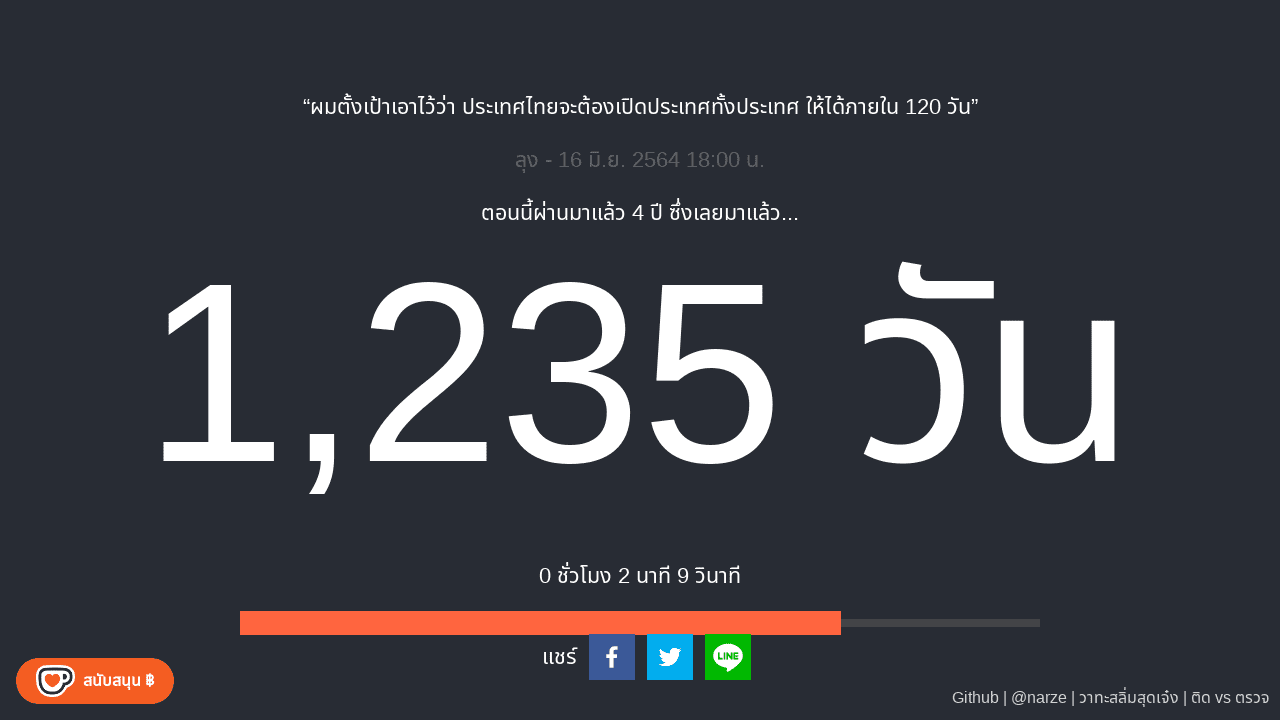 “ผมตั้งเป้าเอาไว้ว่า ประเทศไทยจะต้องเปิดประเทศทั้งประเทศ ให้ได้ภายใน 120 วัน”
ลุง - 16 มิ.ย. 2564 18:00 น.
ตอนนี้ผ่านมาแล้ว 4 ปี ซึ่งเลยมาแล้ว...
1,235 วัน
0 ชั่วโมง 2 นาที 9 วินาที
แชร์
LINE
สนับสนุน ฿
Github | @narze | วาทะสลิ่มสุดเจ๋ง | ติด vs ตรวจ